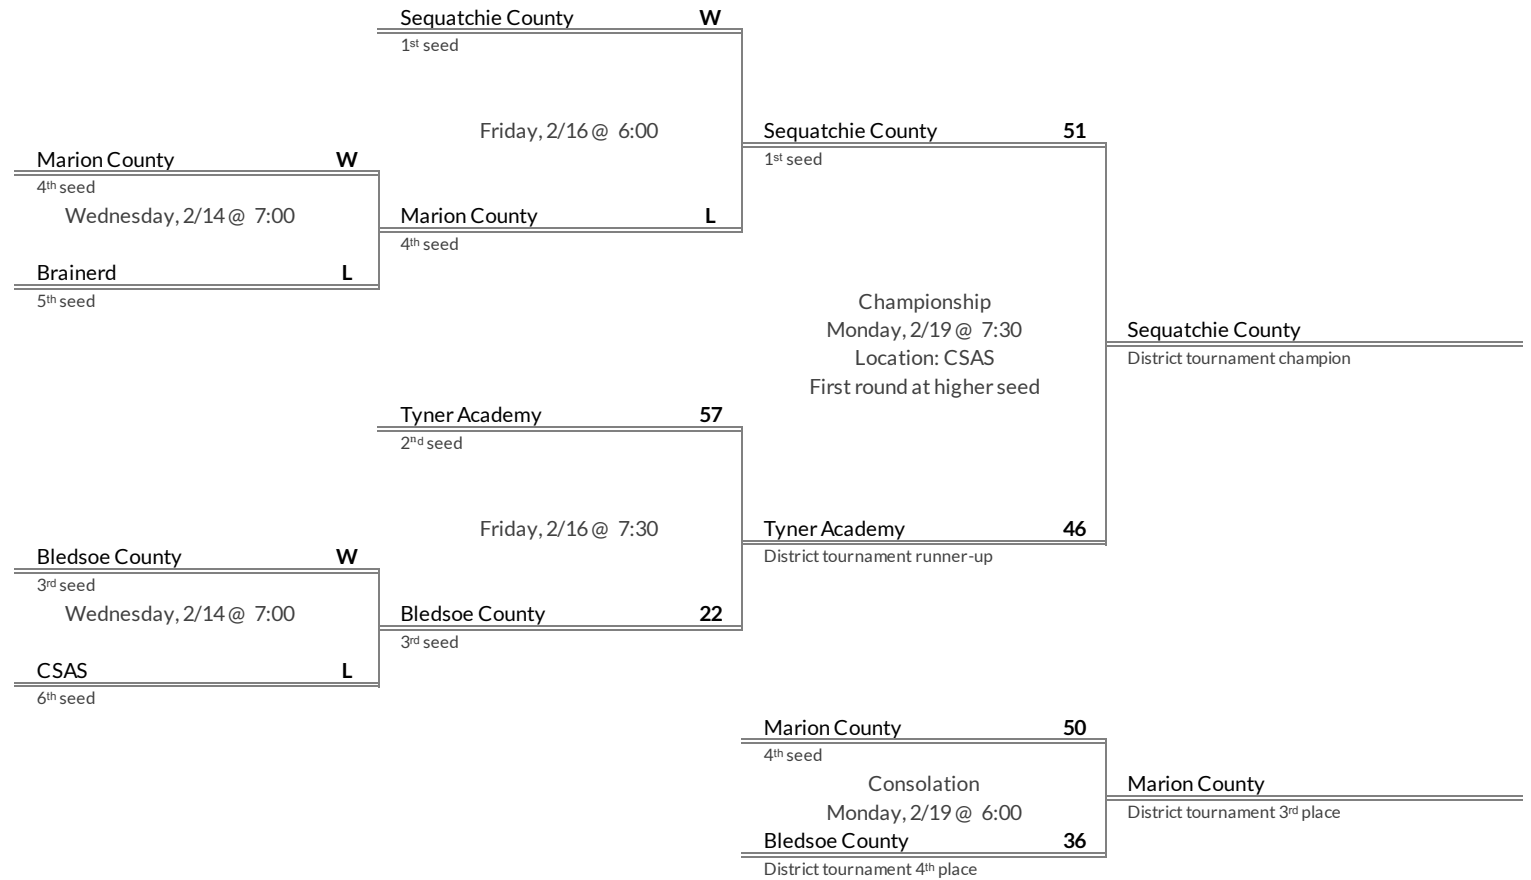 Sequatchie County W
1st seed
Friday, 2/16 @ 6:00
Sequatchie County 51
1st seed
Marion County W
4th seed
Wednesday, 2/14 @ 7:00
Marion County L
4th seed
Brainerd L
5th seed
Championship
Monday, 2/19 @ 7:30
Location: CSAS
First round at higher seed
Sequatchie County
District tournament champion
Tyner Academy 57
2nd seed
Friday, 2/16 @ 7:30
Tyner Academy 46
District tournament runner-up
Bledsoe County W
3rd seed
Wednesday, 2/14 @ 7:00
Bledsoe County 22
3rd seed
CSAS L
6th seed
Marion County 50
4th seed
Consolation
Monday, 2/19 @ 6:00
Marion County
District tournament 3rd place
Bledsoe County 36
District tournament 4th place